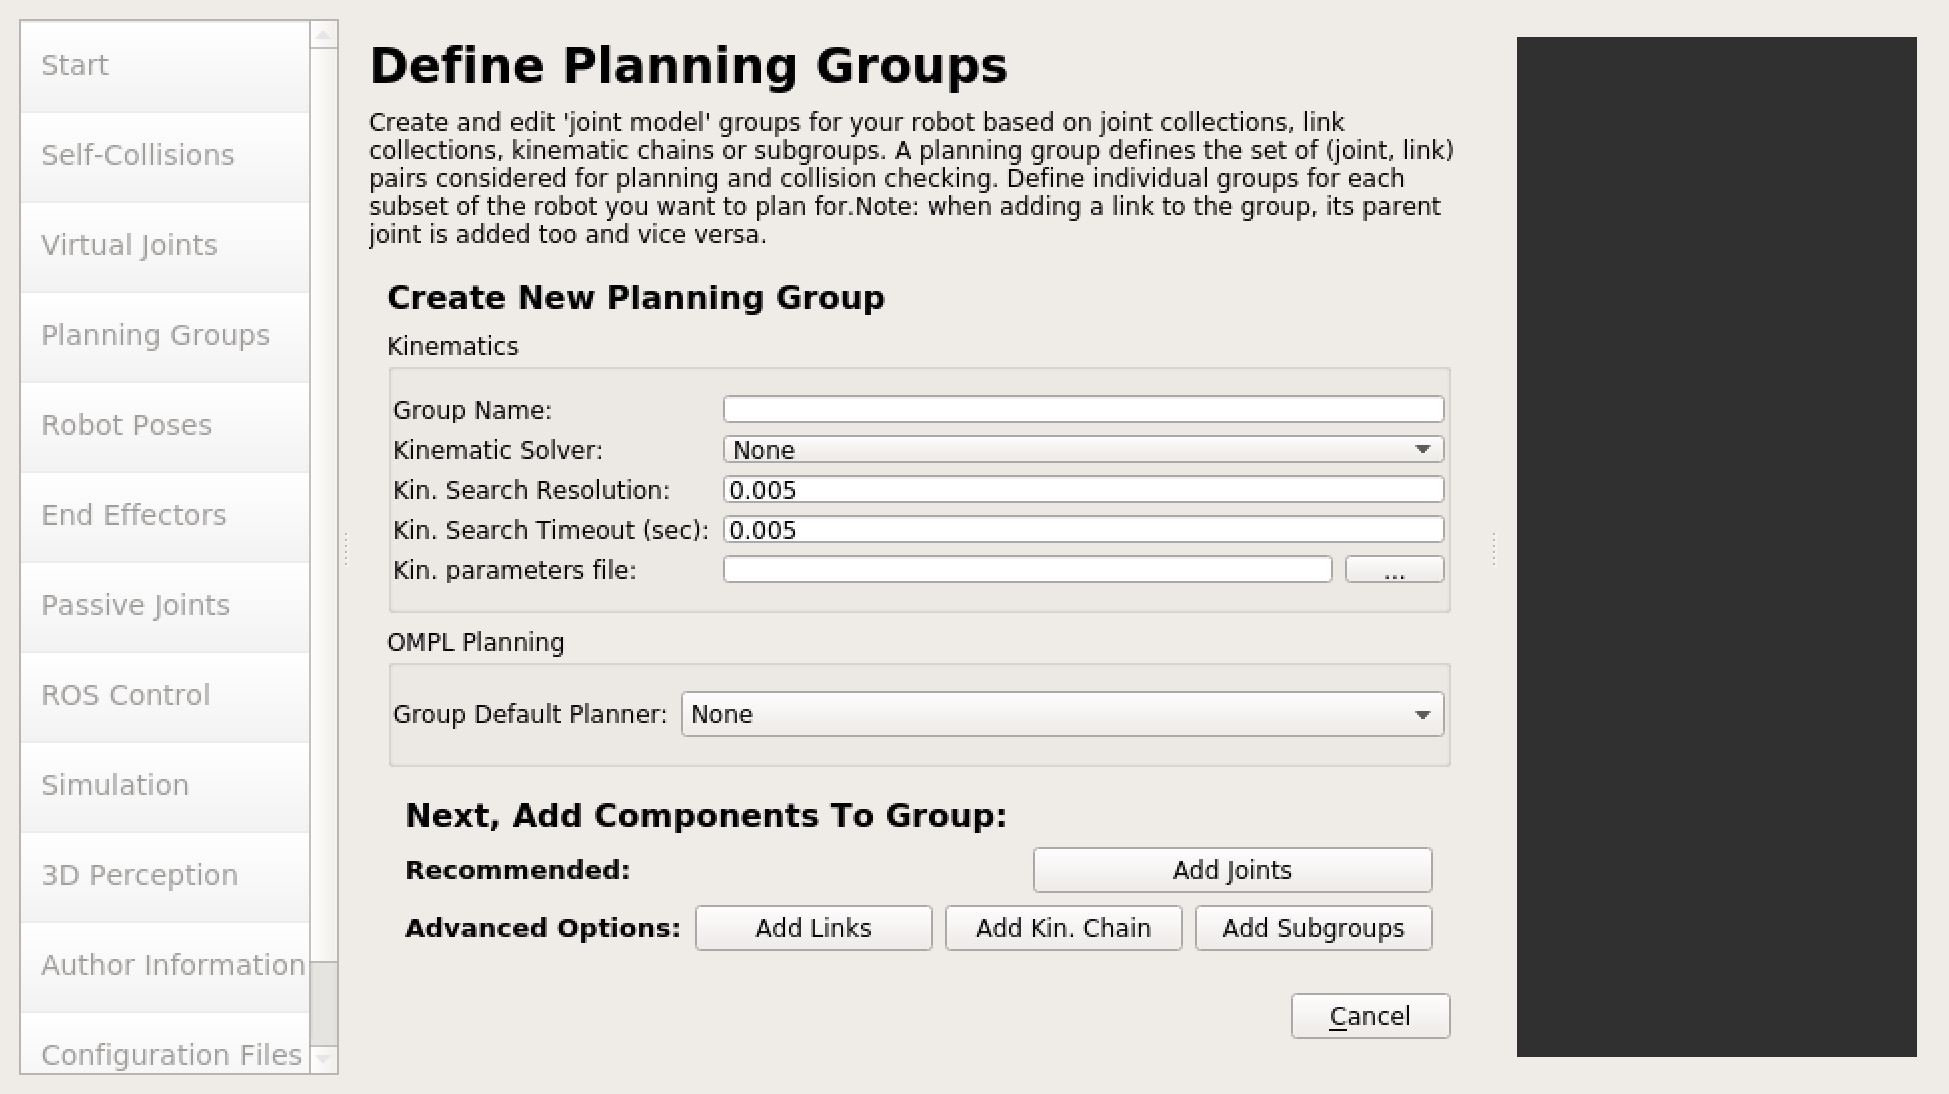 Start
Self-Collisions
Virtual Joints
Planning Groups
Robot Poses
End Effectors
Passive Joints
ROS Control
Simulation
3D Perception
Author Information
Configuration Files
Define Planning Groups
Create and edit 'joint model' groups for your robot based on joint collections, link
collections, kinematic chains or subgroups. A planning group defines the set of (joint, link)
pairs considered for planning and collision checking. Define individual groups for each
subset of the robot you want to plan for.Note: when adding a link to the group, its parent
joint is added too and vice versa.
Create New Planning Group
Kinematics
Group Name:
Kinematic Solver: None
Kin. Search Resolution: 0.005
Kin. Search Timeout (sec): 0.005
Kin. parameters file: ...
OMPL Planning
Group Default Planner: None
Next, Add Components To Group:
Recommended: Add Joints
Advanced Options: Add Links Add Kin. Chain Add Subgroups
Cancel